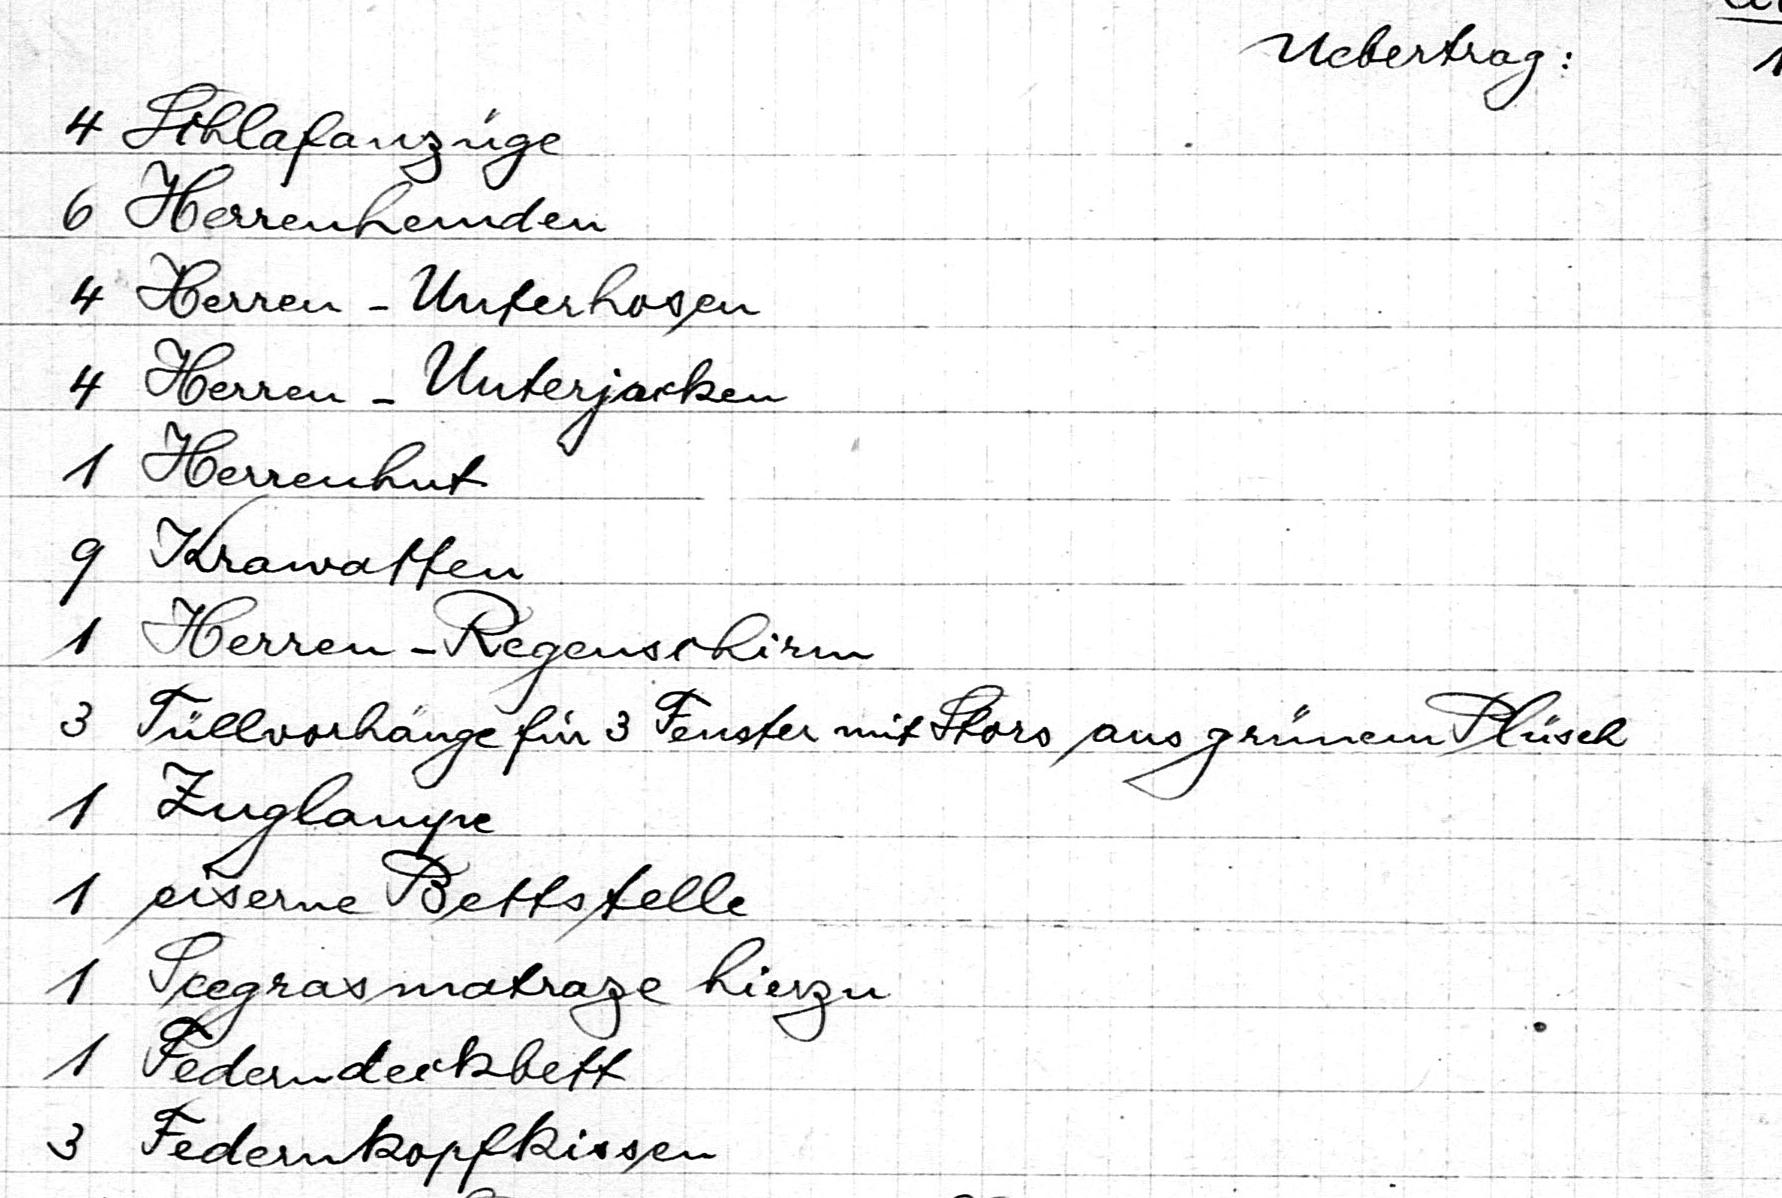 Uebertrag:
4 Schlafanzüge
6 Herrenhemden
4 Herren-Unterhosen
4 Herren-Unterjacken
1 Herrenhut
9 Krawatten
1 Herren-Regenschirm
3 Tüllvorhänge für 3 Fenster mit Stors aus grünem Plüsch
1 Zuglampe
1 eiserne Bettstelle
1 Seegrasmatraze hierzu
1 Federndeckbett
3 Federnkopfkissen